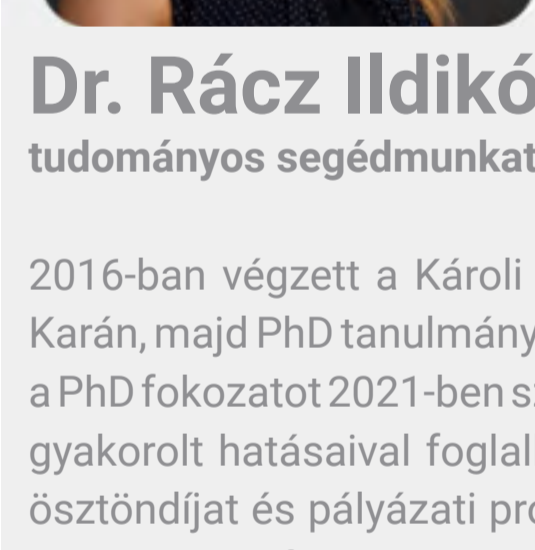 Dr. Rácz Ildikó
tudományos segédmunkat
2016-ban végzett a Károli
Karán, majd PhD tanulmány
a PhD fokozatot 2021-ben sz
gyakorolt hatásaival foglal
ösztöndíjat és pályázati pro